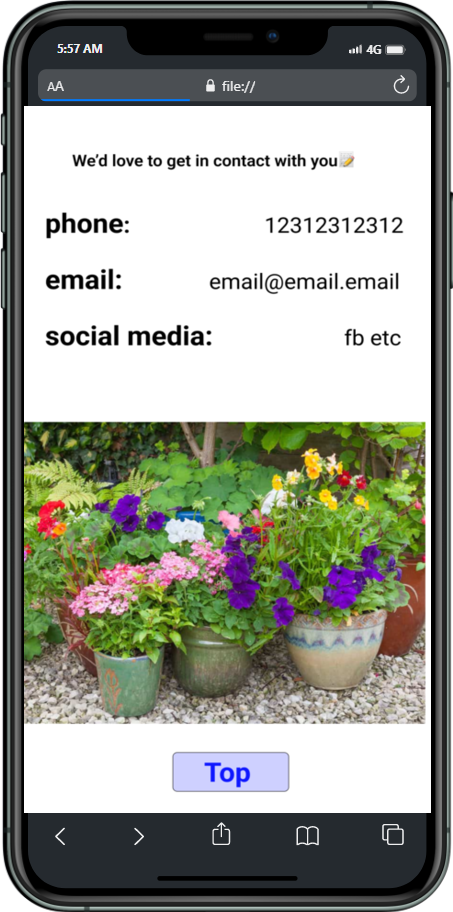 5:57 AM
4G
AA
file://
We'd love to get in contact with you📝
phone: 12312312312
email: email@email.email
social media: fb etc
Top